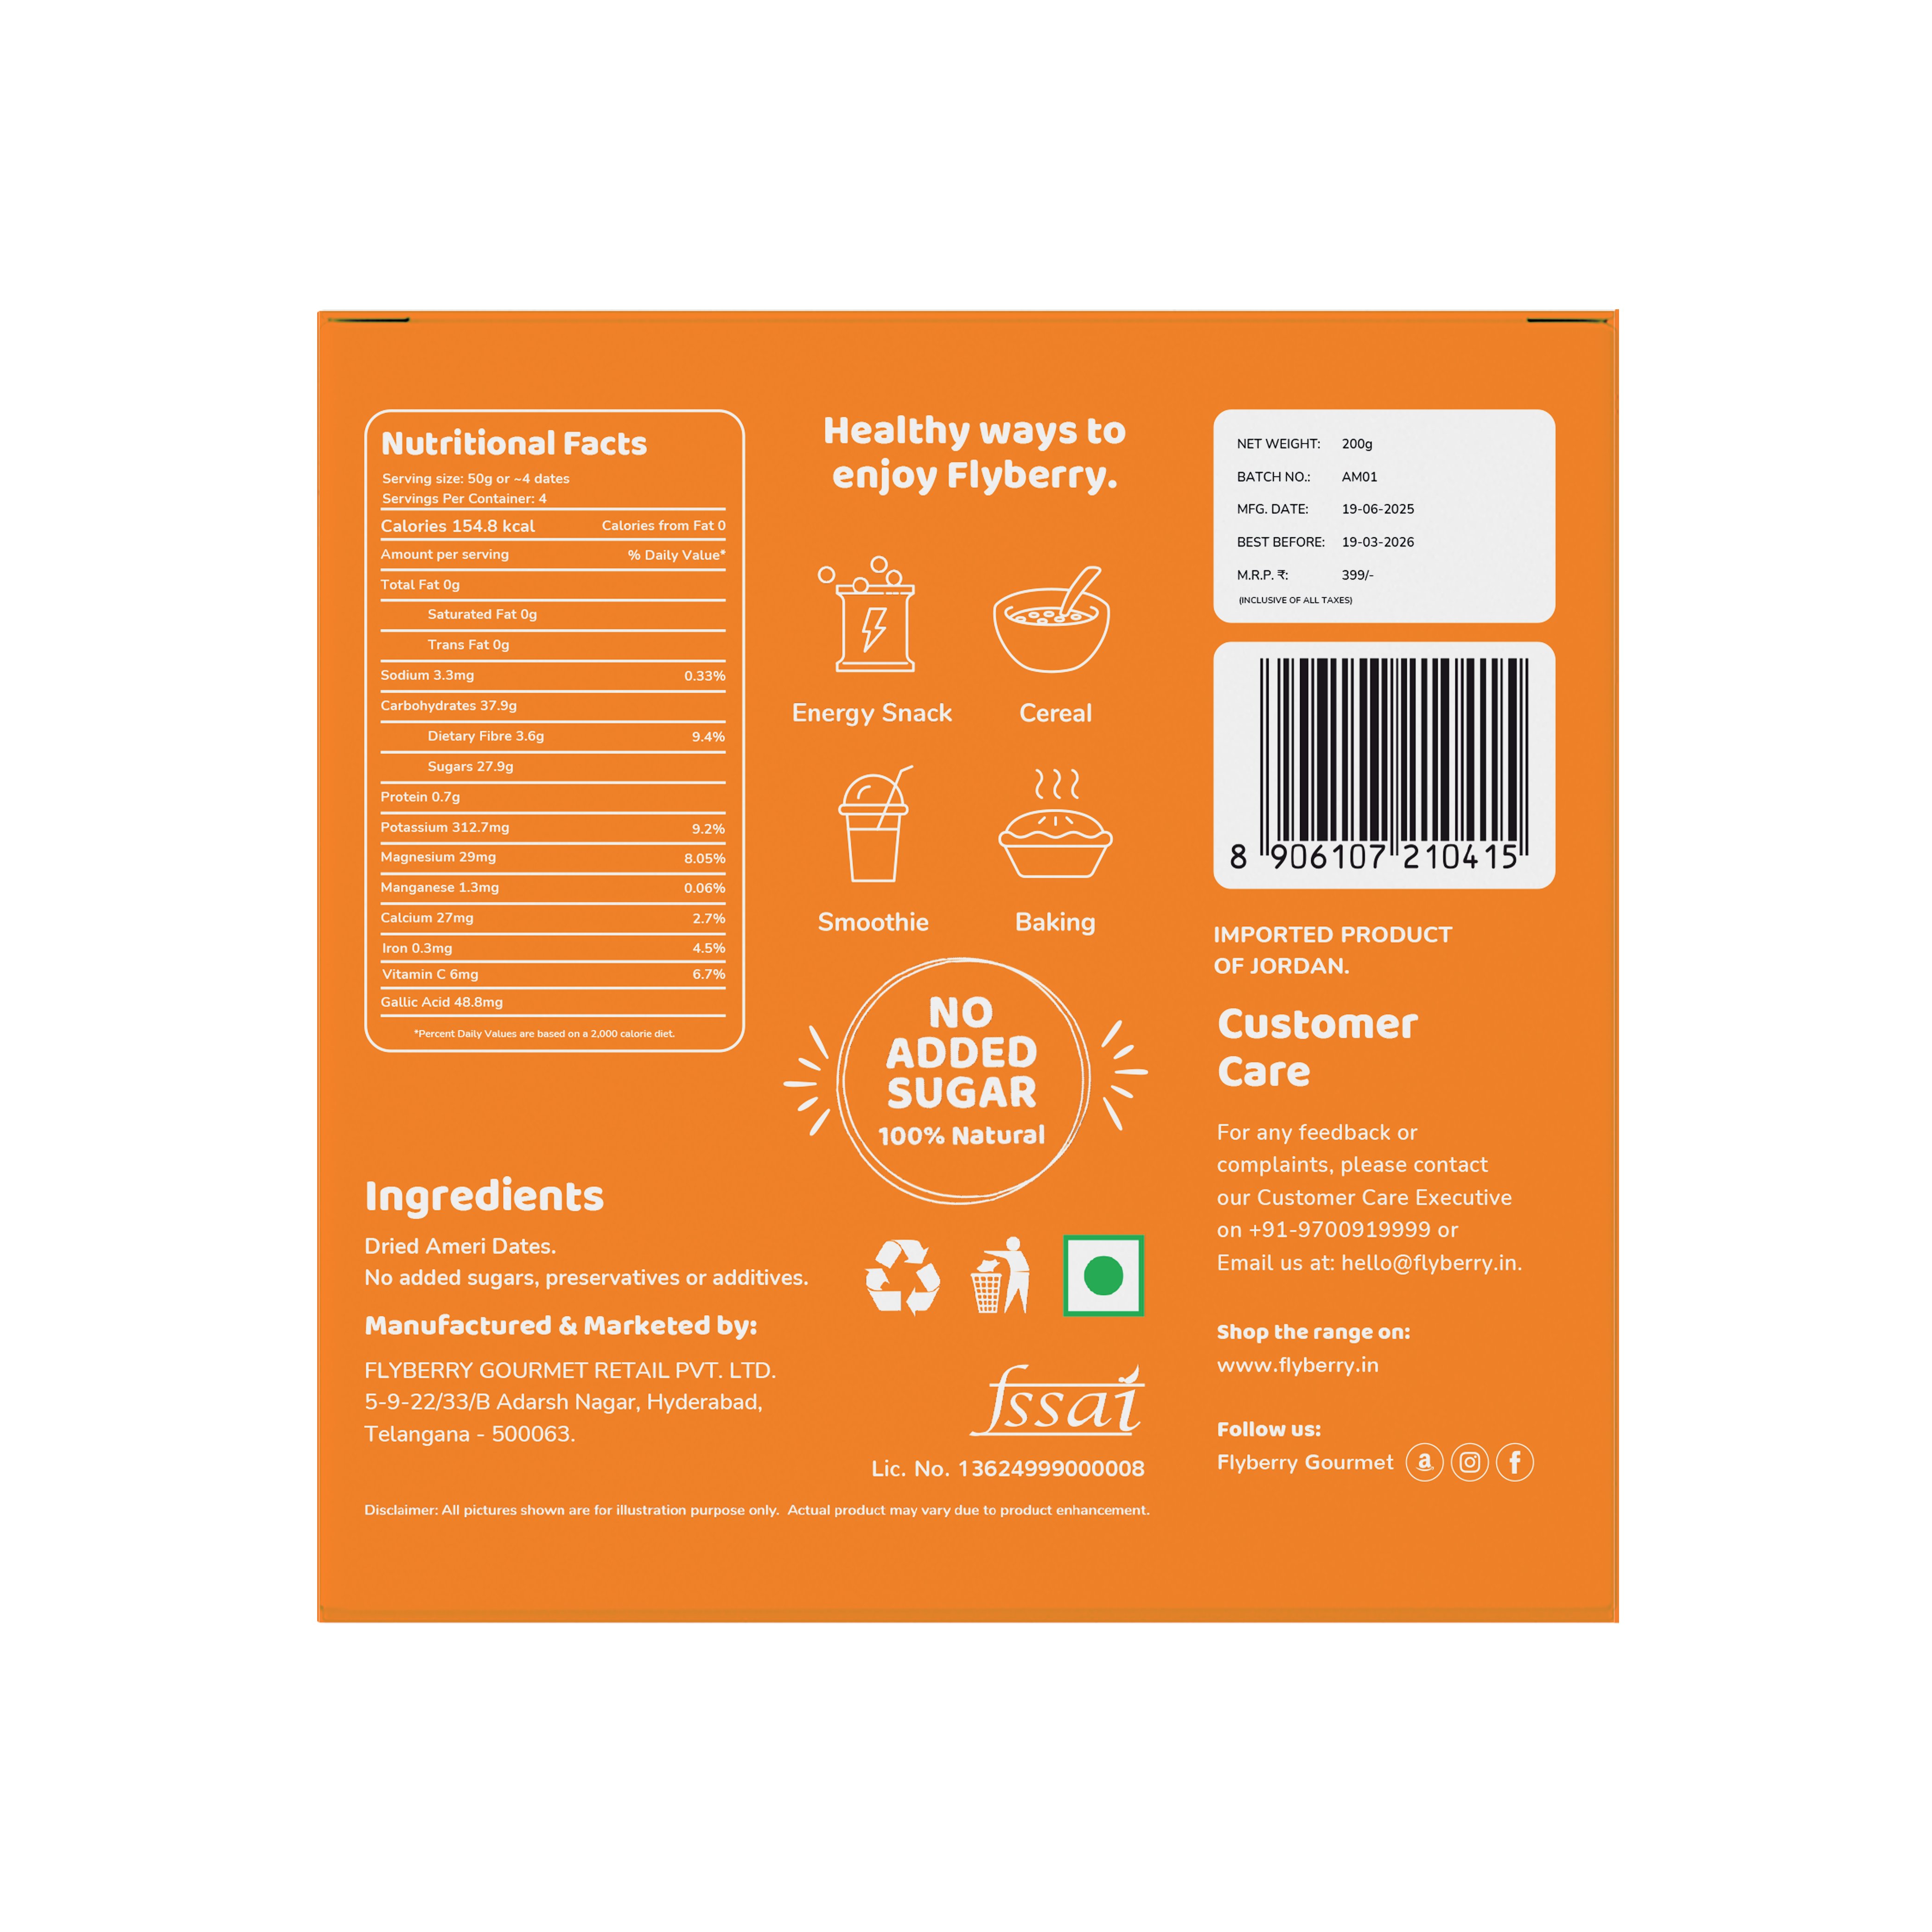 Nutritional Facts
Serving size: 50g or ~4 dates
Servings Per Container: 4
Calories 154.8 kcal Calories from Fat 0
Amount per serving % Daily Value*
Total Fat 0g
Saturated Fat 0g
Trans Fat 0g
Sodium 3.3mg 0.33%
Carbohydrates 37.9g
Dietary Fibre 3.6g 9.4%
Sugars 27.9g
Protein 0.7g
Potassium 312.7mg 9.2%
Magnesium 29mg 8.05%
Manganese 1.3mg 0.06%
Calcium 27mg 2.7%
Iron 0.3mg 4.5%
Vitamin C 6mg 6.7%
Gallic Acid 48.8mg
*Percent Daily Values are based on a 2,000 calorie diet.
Ingredients
Dried Ameri Dates.
No added sugars, preservatives or additives.
Manufactured & Marketed by:
FLYBERRY GOURMET RETAIL PVT. LTD.
5-9-22/33/B Adarsh Nagar, Hyderabad,
Telangana - 500063.
Disclaimer: All pictures shown are for illustration purpose only. Actual product may vary due to product enhancement.
Healthy ways to
enjoy Flyberry.
Energy Snack
Cereal
Smoothie
Baking
NO
ADDED
SUGAR
100% Natural
fssai
Lic. No. 13624999000008
NET WEIGHT: 200g
BATCH NO.: AM01
MFG. DATE: 19-06-2025
BEST BEFORE: 19-03-2026
M.R.P. ₹: 399/-
(INCLUSIVE OF ALL TAXES)
8 906107 210415
IMPORTED PRODUCT
OF JORDAN.
Customer
Care
For any feedback or
complaints, please contact
our Customer Care Executive
on +91-9700919999 or
Email us at: hello@flyberry.in.
Shop the range on:
www.flyberry.in
Follow us:
Flyberry Gourmet